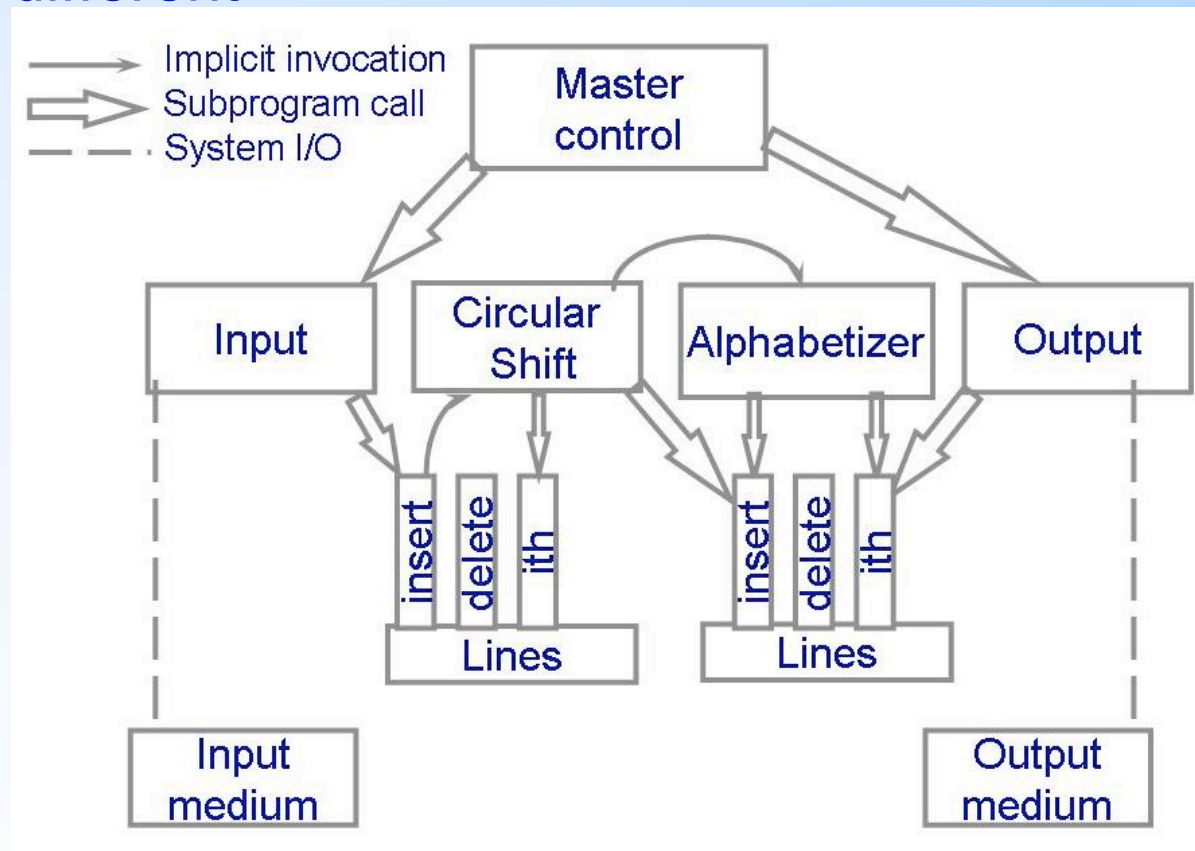 Implicit invocation
Subprogram call
System I/O
Master
control
Input
Circular
Shift
Alphabetizer
Output
insert
delete
ith
Lines
insert
delete
ith
Lines
Input
medium
Output
medium